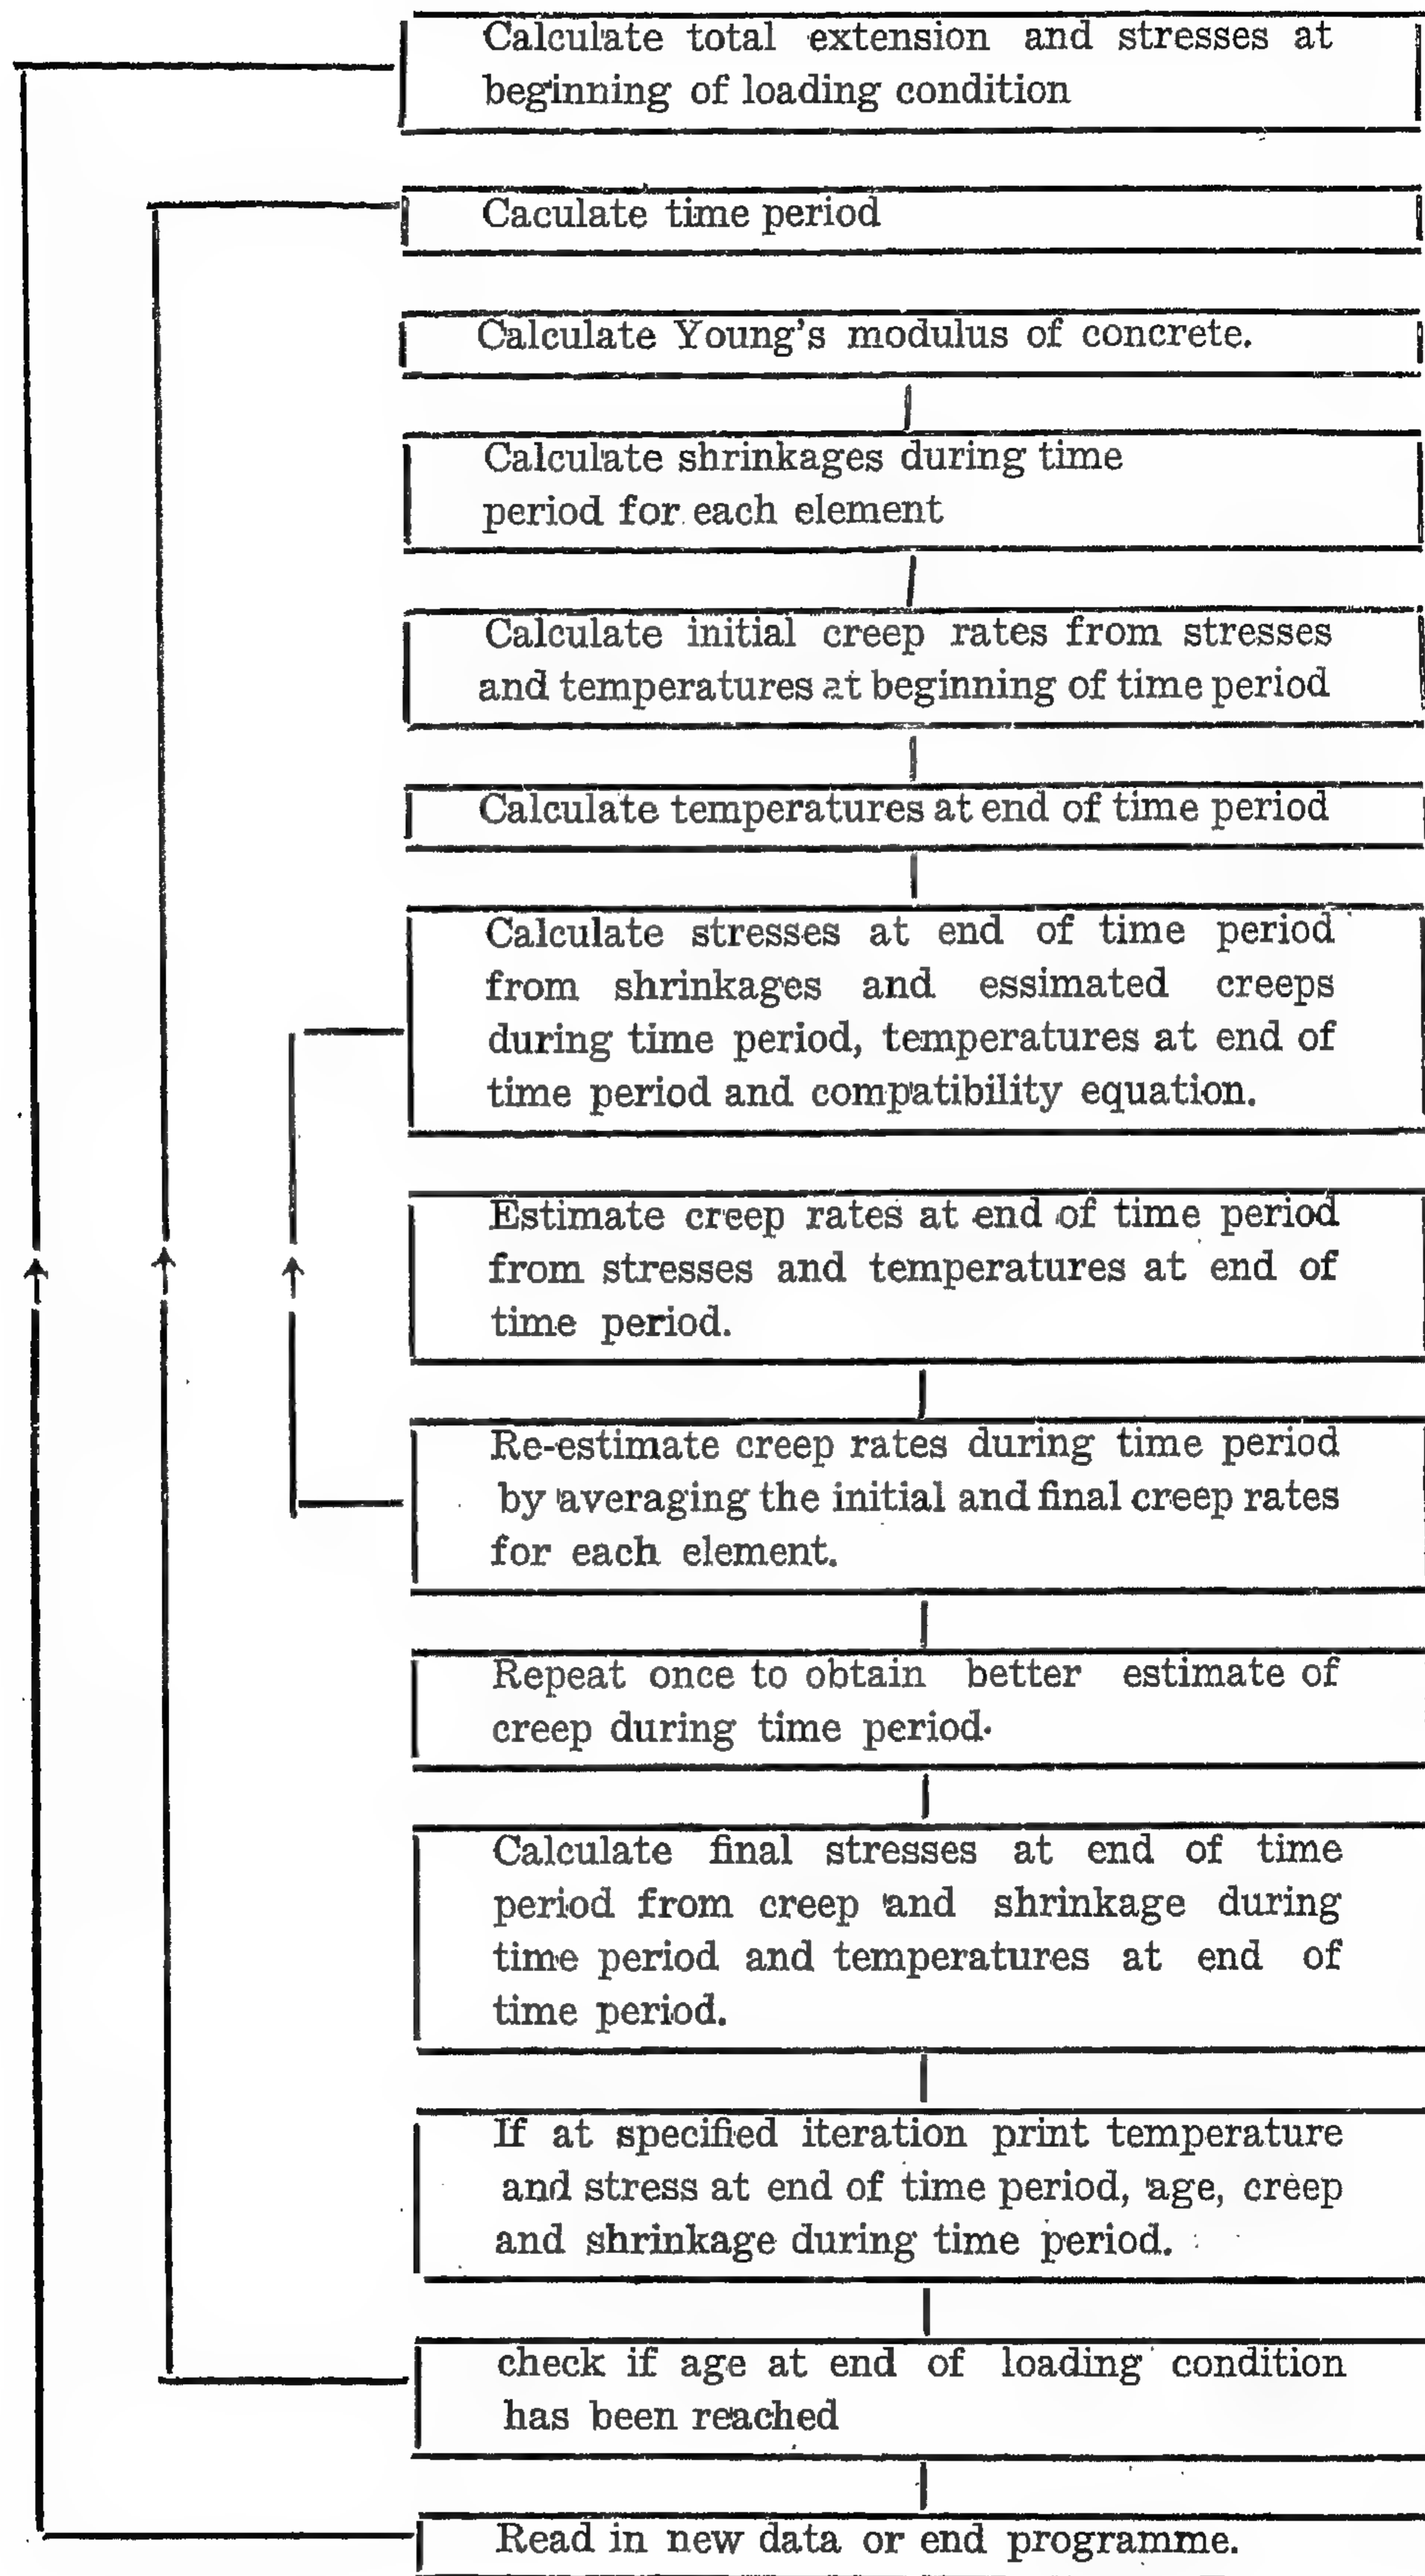 Calculate total extension and stresses at
beginning of loading condition
Caculate time period
Calculate Young's modulus of concrete.
Calculate shrinkages during time
period for each element
Calculate initial creep rates from stresses
and temperatures at beginning of time period
Calculate temperatures at end of time period
Calculate stresses at end of time period
from shrinkages and essimated creeps
during time period, temperatures at end of
time period and compatibility equation.
Estimate creep rates at end of time period
from stresses and temperatures at end of
time period.
Re-estimate creep rates during time period
by averaging the initial and final creep rates
for each element.
Repeat once to obtain better estimate of
creep during time period.
Calculate final stresses at end of time
period from creep and shrinkage during
time period and temperatures at end of
time period.
If at specified iteration print temperature
and stress at end of time period, age, creep
and shrinkage during time period.
check if age at end of loading condition
has been reached
Read in new data or end programme.